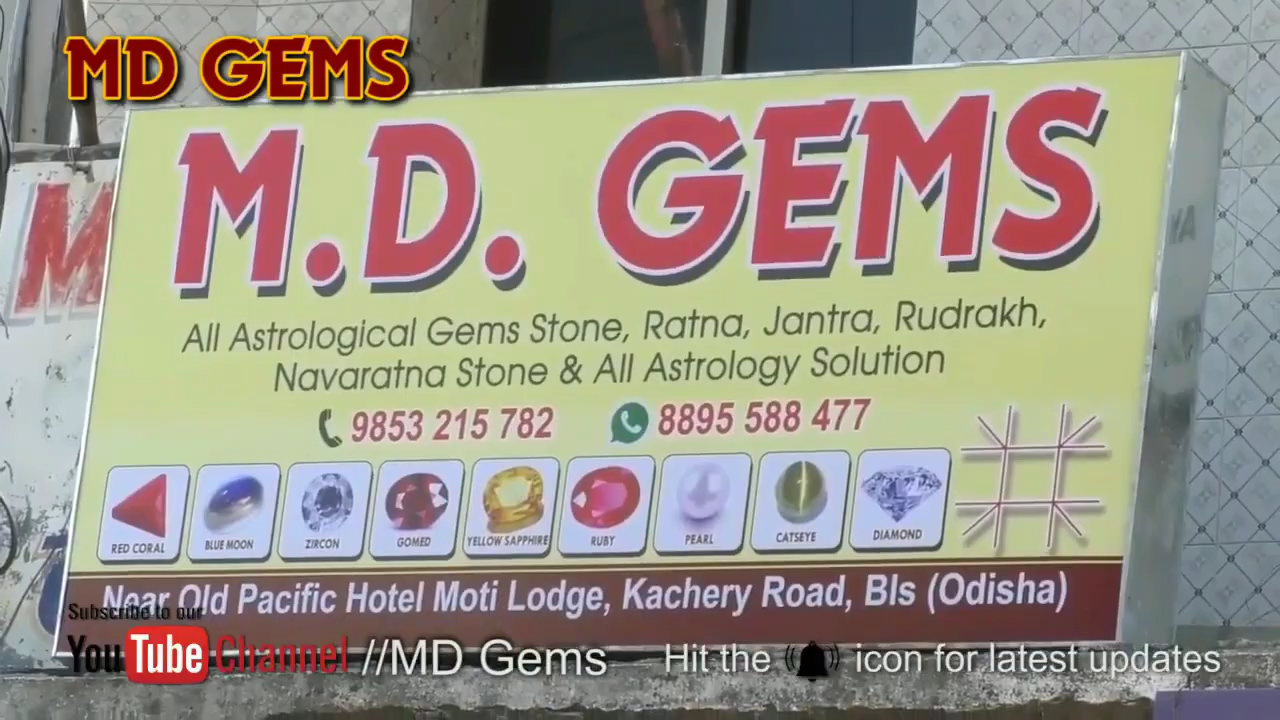 MD GEMS
M.D. GEMS
All Astrological Gems Stone, Ratna, Jantra, Rudrakh,
Navaratna Stone & All Astrology Solution
9853 215 782 8895 588 477
RED CORAL BLUE MOON ZIRCON GOMED YELLOW SAPPHIRE RUBY PEARL CATSEYE DIAMOND
Near Old Pacific Hotel Moti Lodge, Kachery Road, Bls (Odisha)
Subscribe to our
YouTube Channel //MD Gems Hit the icon for latest updates